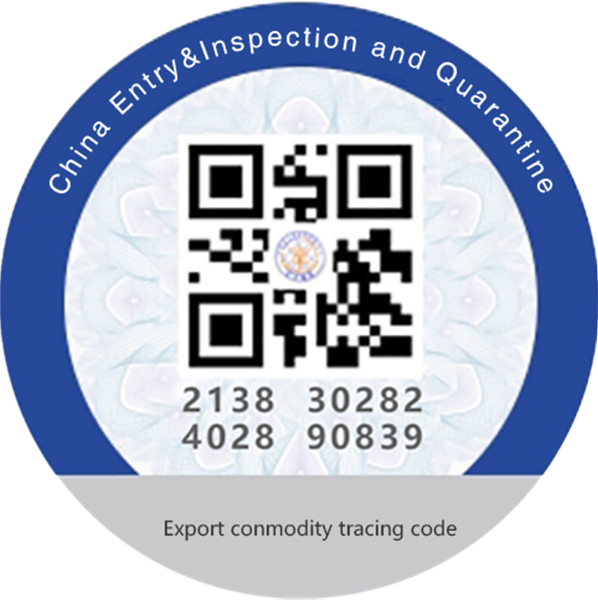 China Entry&Inspection and Quarantine
2138 30282
4028 90839
Export conmodity tracing code